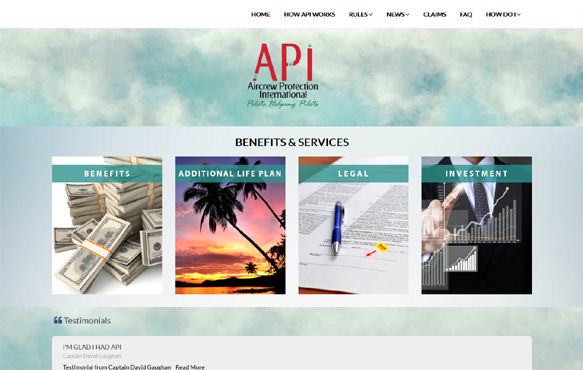 HOME HOW API WORKS RULES NEWS CLAIMS FAQ HOW DO I
API
Aircrew Protection
International
Pilots Helping Pilots
BENEFITS & SERVICES
BENEFITS ADDITIONAL LIFE PLAN LEGAL INVESTMENT
Testimonials
I'M GLAD I HAD API
Captain David Gaughan
Testimonial from Captain David Gaughan Read More